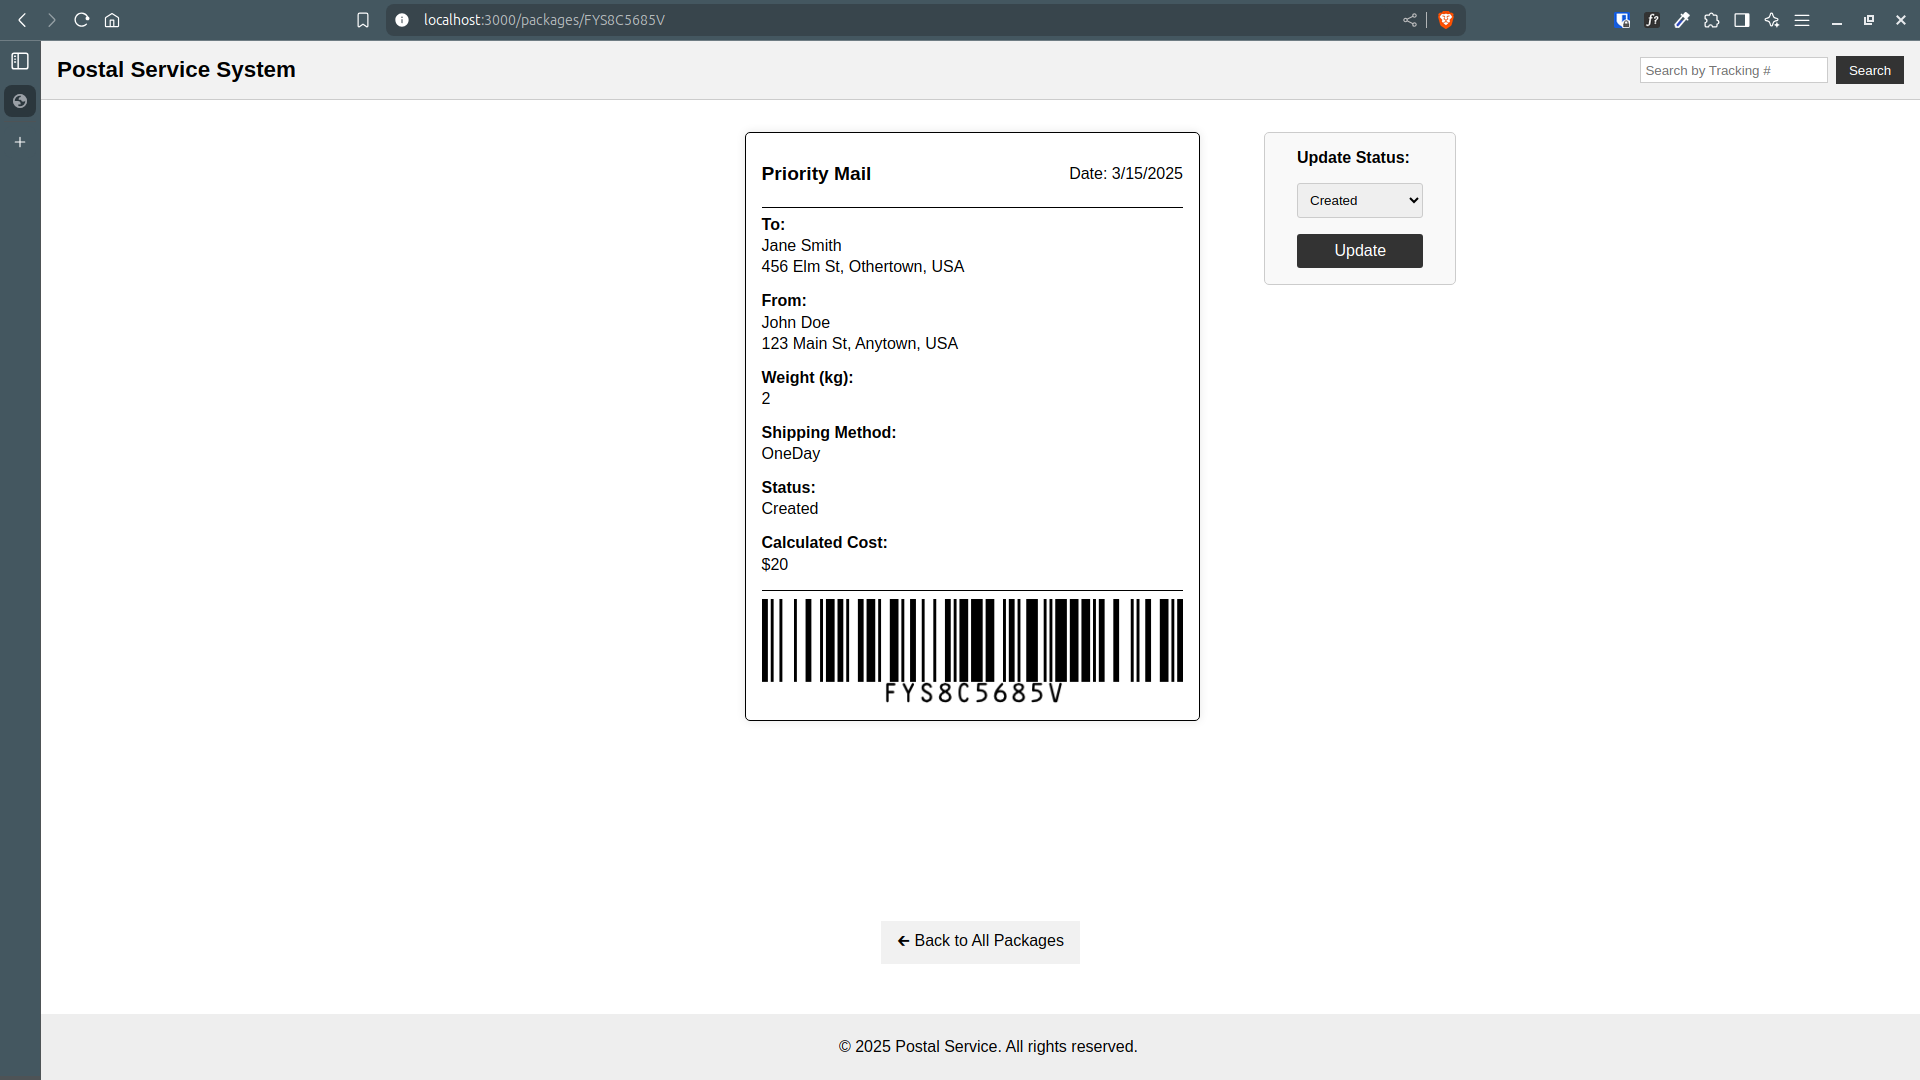 localhost:3000/packages/FYS8C5685V
Postal Service System
Search by Tracking #
Search
Priority Mail
Date: 3/15/2025
To:
Jane Smith
456 Elm St, Othertown, USA
From:
John Doe
123 Main St, Anytown, USA
Weight (kg):
2
Shipping Method:
OneDay
Status:
Created
Calculated Cost:
$20
FYS8C5685V
Update Status:
Created
Update
← Back to All Packages
© 2025 Postal Service. All rights reserved.